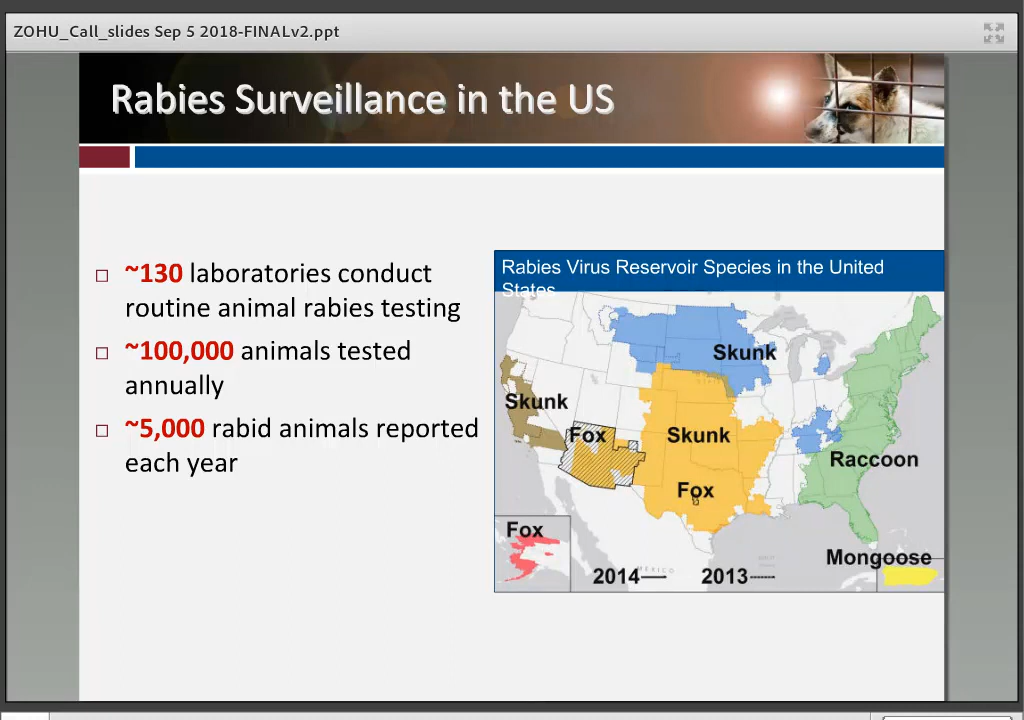 ZOHU_Call_slides Sep 5 2018-FINALv2.ppt
Rabies Surveillance in the US
~130 laboratories conduct
routine animal rabies testing
~100,000 animals tested
annually
~5,000 rabid animals reported
each year
Rabies Virus Reservoir Species in the United
States
Skunk
Skunk
Fox
Skunk
Raccoon
Fox
Fox
Mongoose
2014
MEXICO
2013